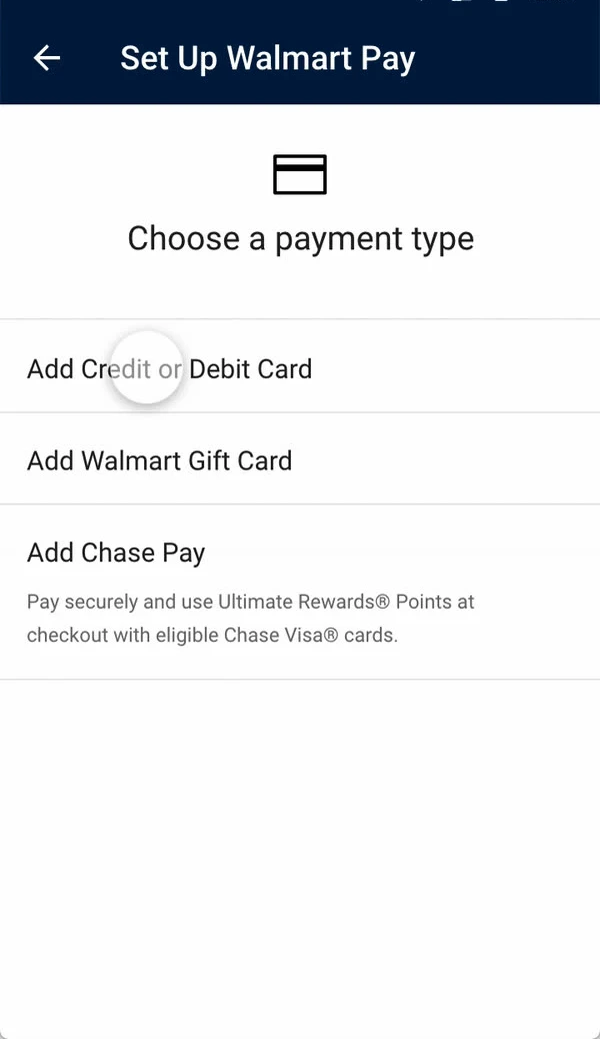 Set Up Walmart Pay
Choose a payment type
Add Credit or Debit Card
Add Walmart Gift Card
Add Chase Pay
Pay securely and use Ultimate Rewards® Points at
checkout with eligible Chase Visa® cards.